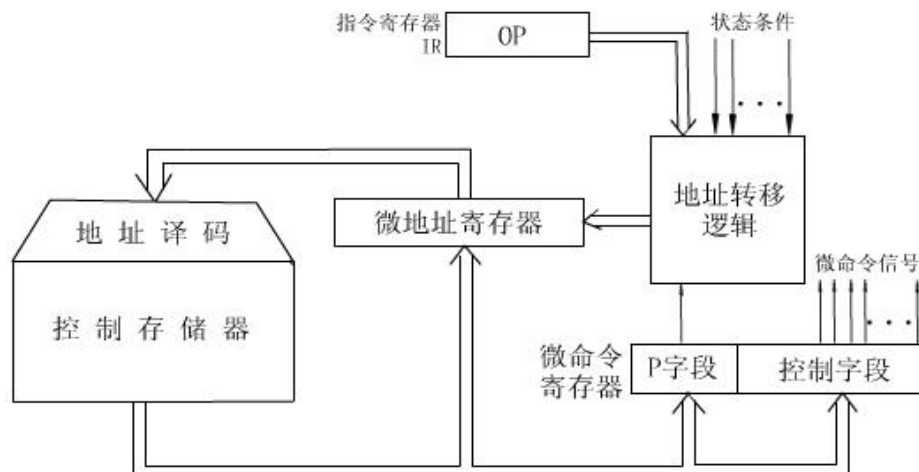 指令寄存器
IR
OP
状态条件
地址转移
逻辑
微地址寄存器
地址译码
控制存储器
微命令信号
微命令
寄存器
P字段
控制字段